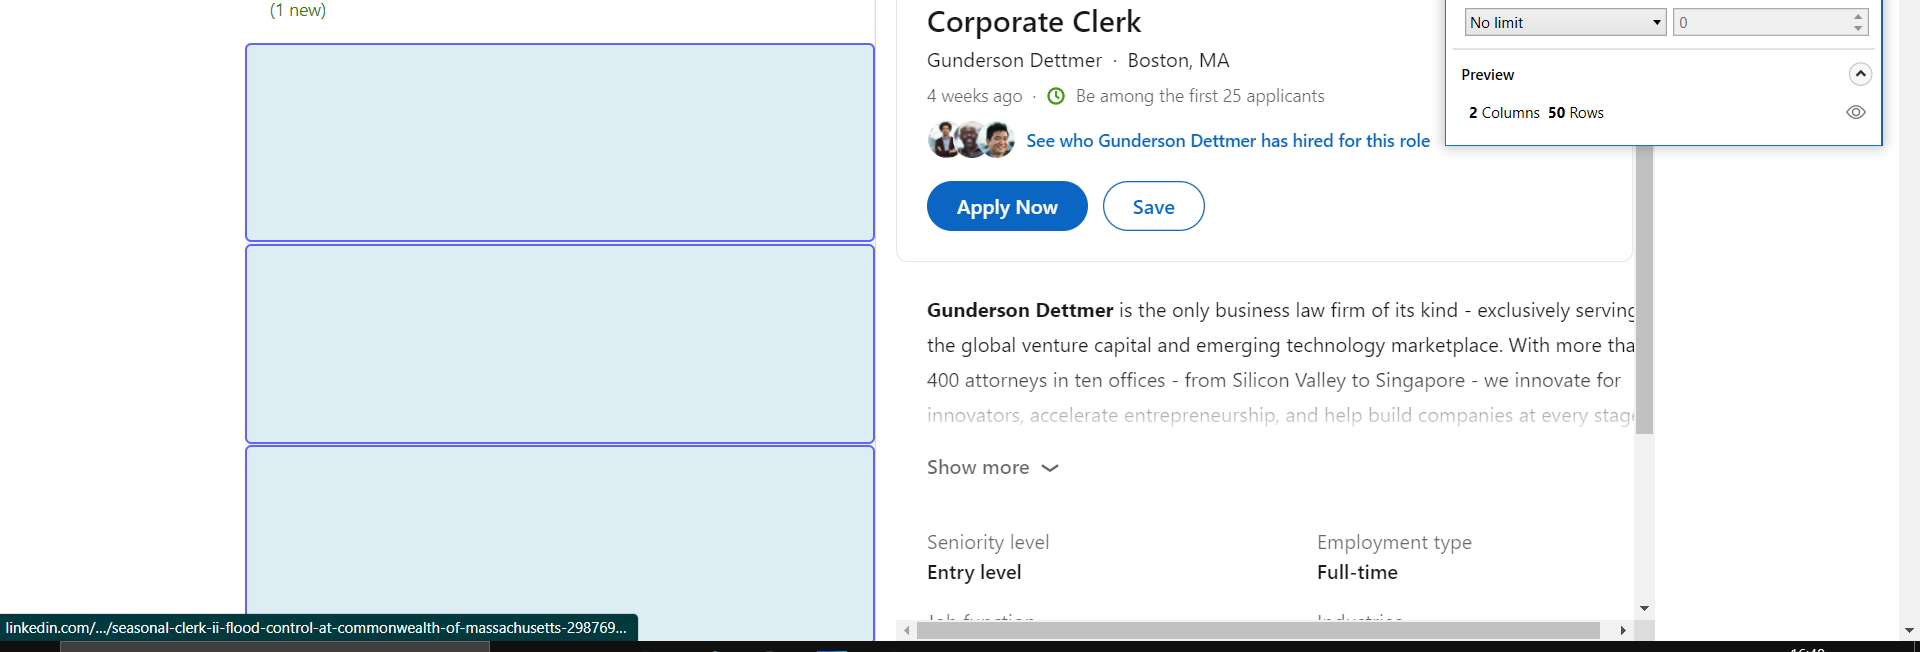 (1 new)
Corporate Clerk
Gunderson Dettmer · Boston, MA
4 weeks ago · Be among the first 25 applicants
See who Gunderson Dettmer has hired for this role
Apply Now
Save
Gunderson Dettmer is the only business law firm of its kind - exclusively serving
the global venture capital and emerging technology marketplace. With more tha
400 attorneys in ten offices - from Silicon Valley to Singapore - we innovate for
innovators, accelerate entrepreneurship, and help build companies at every stage
Show more
Seniority level
Entry level
Employment type
Full-time
Job function
Industries
No limit
0
Preview
2 Columns 50 Rows
linkedin.com/.../seasonal-clerk-ii-flood-control-at-commonwealth-of-massachusetts-298769...